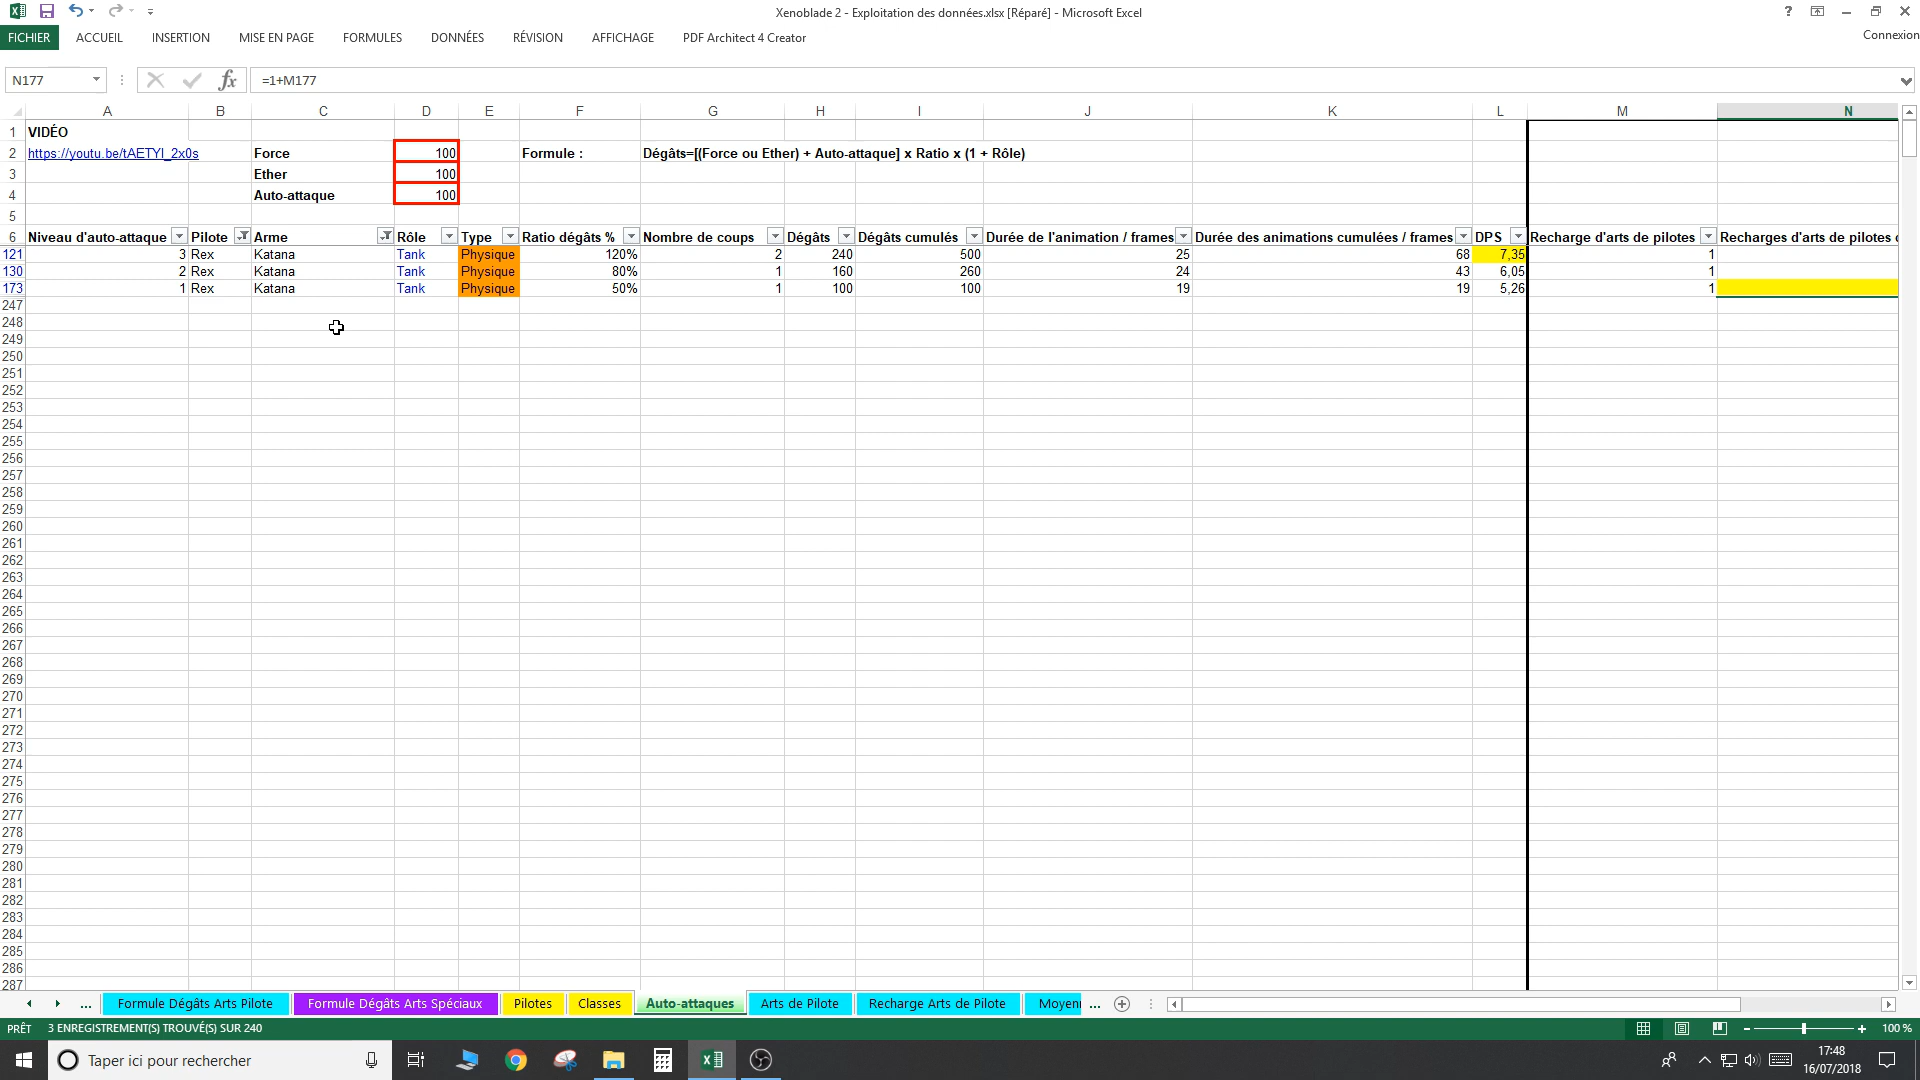 Xenoblade 2 - Exploitation des données.xlsx [Réparé] - Microsoft Excel
FICHIER ACCUEIL INSERTION MISE EN PAGE FORMULES DONNÉES RÉVISION AFFICHAGE PDF Architect 4 Creator Connexion
N177 fx =1+M177
A B C D E F G H I J K L M N
1 VIDÉO
2 https://youtu.be/tAETYI_2x0s Force 100 Formule : Dégâts=[(Force ou Ether) + Auto-attaque] x Ratio x (1 + Rôle)
3 Ether 100
4 Auto-attaque 100
5
6 Niveau d'auto-attaque Pilote Arme Rôle Type Ratio dégâts % Nombre de coups Dégâts Dégâts cumulés Durée de l'animation / frames Durée des animations cumulées / frames DPS Recharge d'arts de pilotes Recharges d'arts de pilotes
121 3 Rex Katana Tank Physique 120% 2 240 500 25 68 7,35 1
130 2 Rex Katana Tank Physique 80% 1 160 260 24 43 6,05 1
173 1 Rex Katana Tank Physique 50% 1 100 100 19 19 5,26 1
247
248
249
250
251
252
253
254
255
256
257
258
259
260
261
262
263
264
265
266
267
268
269
270
271
272
273
274
275
276
277
278
279
280
281
282
283
284
285
286
287
... Formule Dégâts Arts Pilote Formule Dégâts Arts Spéciaux Pilotes Classes Auto-attaques Arts de Pilote Recharge Arts de Pilote Moyen ...
PRÊT 3 ENREGISTREMENT(S) TROUVÉ(S) SUR 240 100 %
Taper ici pour rechercher 17:48
16/07/2018